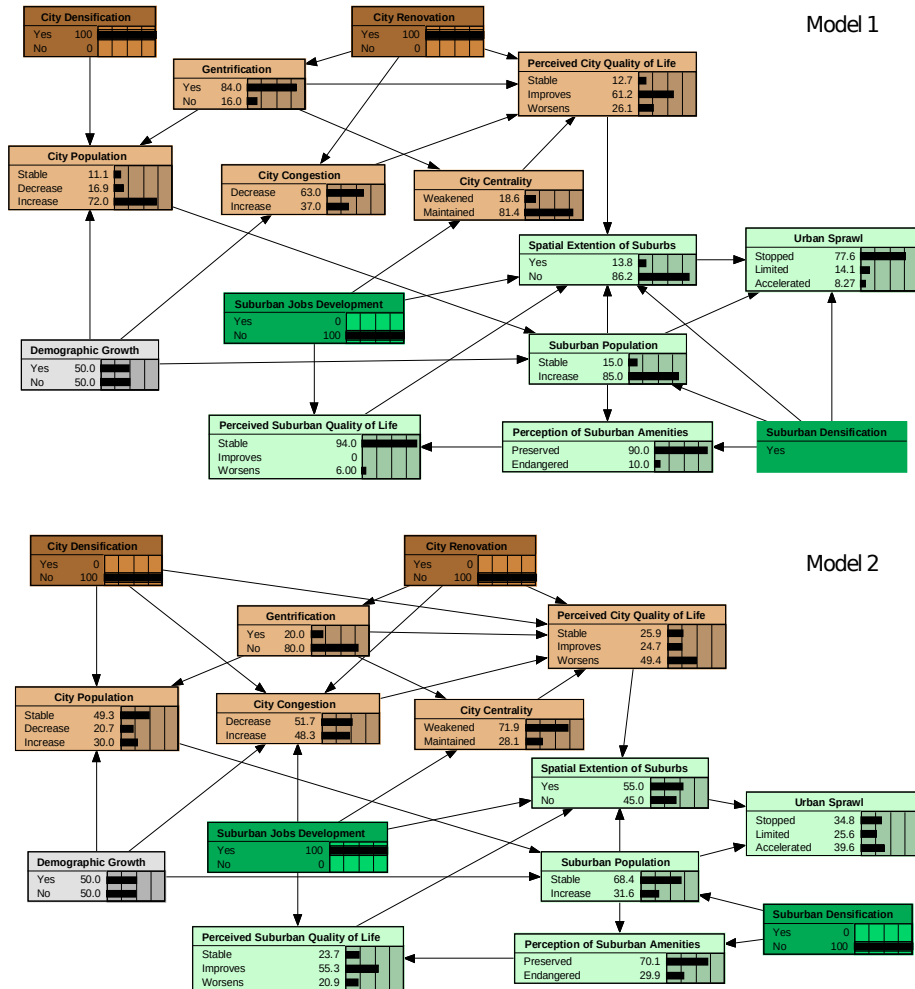 Model 1
City Densification
Yes 100
No 0
City Renovation
Yes 100
No 0
Gentrification
Yes 84.0
No 16.0
Perceived City Quality of Life
Stable 12.7
Improves 61.2
Worsens 26.1
City Population
Stable 11.1
Decrease 16.9
Increase 72.0
City Congestion
Decrease 63.0
Increase 37.0
City Centrality
Weakened 18.6
Maintained 81.4
Spatial Extention of Suburbs
Yes 13.8
No 86.2
Urban Sprawl
Stopped 77.6
Limited 14.1
Accelerated 8.27
Suburban Jobs Development
Yes 0
No 100
Demographic Growth
Yes 50.0
No 50.0
Suburban Population
Stable 15.0
Increase 85.0
Perceived Suburban Quality of Life
Stable 94.0
Improves 0
Worsens 6.00
Perception of Suburban Amenities
Preserved 90.0
Endangered 10.0
Suburban Densification
Yes
Model 2
City Densification
Yes 0
No 100
City Renovation
Yes 0
No 100
Gentrification
Yes 20.0
No 80.0
Perceived City Quality of Life
Stable 25.9
Improves 24.7
Worsens 49.4
City Population
Stable 49.3
Decrease 20.7
Increase 30.0
City Congestion
Decrease 51.7
Increase 48.3
City Centrality
Weakened 71.9
Maintained 28.1
Spatial Extention of Suburbs
Yes 55.0
No 45.0
Urban Sprawl
Stopped 34.8
Limited 25.6
Accelerated 39.6
Suburban Jobs Development
Yes 100
No 0
Demographic Growth
Yes 50.0
No 50.0
Suburban Population
Stable 68.4
Increase 31.6
Suburban Densification
Yes 0
No 100
Perceived Suburban Quality of Life
Stable 23.7
Improves 55.3
Worsens 20.9
Perception of Suburban Amenities
Preserved 70.1
Endangered 29.9